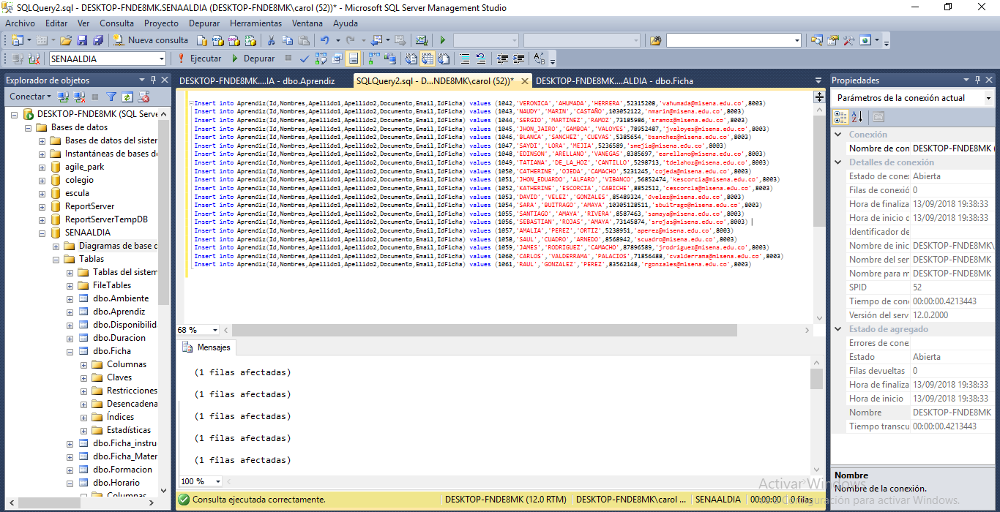 SQLQuery2.sql - DESKTOP-FNDE8MK.SENAALDIA (DESKTOP-FNDE8MK\carol (52))* - Microsoft SQL Server Management Studio
Archivo Editar Ver Consulta Proyecto Depurar Herramientas Ventana Ayuda
Nueva consulta
SENAALDIA Ejecutar Depurar
Explorador de objetos
Conectar
DESKTOP-FNDE8MK (SQL Serve
Bases de datos
Bases de datos del sister
Instantáneas de bases d
agile_park
colegio
escula
ReportServer
ReportServerTempDB
SENAALDIA
Diagramas de base c
Tablas
Tablas del sistem
FileTables
dbo.Ambiente
dbo.Aprendiz
dbo.Disponibilid
dbo.Duracion
dbo.Ficha
Columnas
Claves
Restricciones
Desencadena
Índices
Estadísticas
dbo.Ficha_instru
dbo.Ficha_Mater
dbo.Formacion
dbo.Horario
Columnas
DESKTOP-FNDE8MK....IA - dbo.Aprendiz SQLQuery2.sql - D...NDE8MK\carol (52))* DESKTOP-FNDE8MK....ALDIA - dbo.Ficha
Insert into Aprendiz(Id,Nombres,Apellido1,Apellido2,Documento,Email,IdFicha) values (1042,'VERONICA','AHUMADA','HERRERA',52315208,'vahumada@misena.edu.co',8003)
Insert into Aprendiz(Id,Nombres,Apellido1,Apellido2,Documento,Email,IdFicha) values (1043,'NAUDY','MARIN','CASTAÑO',103052122,'nmarin@misena.edu.co',8003)
Insert into Aprendiz(Id,Nombres,Apellido1,Apellido2,Documento,Email,IdFicha) values (1044,'SERGIO','MARTINEZ','RAMOZ',73185986,'sramoz@misena.edu.co',8003)
Insert into Aprendiz(Id,Nombres,Apellido1,Apellido2,Documento,Email,IdFicha) values (1045,'JHON_JAIRO','GAMBOA','VALOYES',78952487,'jvaloyes@misena.edu.co',8003)
Insert into Aprendiz(Id,Nombres,Apellido1,Apellido2,Documento,Email,IdFicha) values (1046,'BLANCA','SANCHEZ','CUEVAS',5385654,'bsanchez@misena.edu.co',8003)
Insert into Aprendiz(Id,Nombres,Apellido1,Apellido2,Documento,Email,IdFicha) values (1047,'SAYDI','LORA','MEJIA',5236589,'smejia@misena.edu.co',8003)
Insert into Aprendiz(Id,Nombres,Apellido1,Apellido2,Documento,Email,IdFicha) values (1048,'EDINSON','ARELLANO','VANEGAS',8385697,'earellano@misena.edu.co',8003)
Insert into Aprendiz(Id,Nombres,Apellido1,Apellido2,Documento,Email,IdFicha) values (1049,'TATIANA','DE_LA_HOZ','CANTILLO',5298713,'tdelahoz@misena.edu.co',8003)
Insert into Aprendiz(Id,Nombres,Apellido1,Apellido2,Documento,Email,IdFicha) values (1050,'CATHERINE','OJEDA','CAMACHO',5231245,'cojeda@misena.edu.co',8003)
Insert into Aprendiz(Id,Nombres,Apellido1,Apellido2,Documento,Email,IdFicha) values (1051,'JHON_EDUARDO','ALFARO','VIBANCO',56852474,'kescorcia@misena.edu.co',8003)
Insert into Aprendiz(Id,Nombres,Apellido1,Apellido2,Documento,Email,IdFicha) values (1052,'KATHERINE','ESCORCIA','CABICHE',8852512,'cescorcia@misena.edu.co',8003)
Insert into Aprendiz(Id,Nombres,Apellido1,Apellido2,Documento,Email,IdFicha) values (1053,'DAVID','VELEZ','GONZALES',85489324,'dvelez@misena.edu.co',8003)
Insert into Aprendiz(Id,Nombres,Apellido1,Apellido2,Documento,Email,IdFicha) values (1054,'SARA','BUITRAGO','AMAYA',10305128511,'sbuitrago@misena.edu.co',8003)
Insert into Aprendiz(Id,Nombres,Apellido1,Apellido2,Documento,Email,IdFicha) values (1055,'SANTIAGO','AMAYA','RIVERA',8587463,'samaya@misena.edu.co',8003)
Insert into Aprendiz(Id,Nombres,Apellido1,Apellido2,Documento,Email,IdFicha) values (1056,'SEBASTIAN','ROJAS','AMAYA',73145874,'srojas@misena.edu.co',8003)
Insert into Aprendiz(Id,Nombres,Apellido1,Apellido2,Documento,Email,IdFicha) values (1057,'AMALIA','PEREZ','ORTIZ',5238951,'aperez@misena.edu.co',8003)
Insert into Aprendiz(Id,Nombres,Apellido1,Apellido2,Documento,Email,IdFicha) values (1058,'SAUL','CUADRO','ARNEDO',8568942,'scuadro@misena.edu.co',8003)
Insert into Aprendiz(Id,Nombres,Apellido1,Apellido2,Documento,Email,IdFicha) values (1059,'JAMES','RODRIGUEZ','CAMACHO',87896589,'jrodriguez@misena.edu.co',8003)
Insert into Aprendiz(Id,Nombres,Apellido1,Apellido2,Documento,Email,IdFicha) values (1060,'CARLOS','VALDERRAMA','PALACIOS',71856488,'cvalderrama@misena.edu.co',8003)
Insert into Aprendiz(Id,Nombres,Apellido1,Apellido2,Documento,Email,IdFicha) values (1061,'RAUL','GONZALEZ','PEREZ',83562148,'rgonzales@misena.edu.co',8003)
68 %
Mensajes
(1 filas afectadas)
(1 filas afectadas)
(1 filas afectadas)
(1 filas afectadas)
(1 filas afectadas)
100 %
Consulta ejecutada correctamente. DESKTOP-FNDE8MK (12.0 RTM) DESKTOP-FNDE8MK\carol ... SENAALDIA 00:00:00 0 filas
Propiedades
Parámetros de la conexión actual
Conexión
Nombre de con DESKTOP-FNDE8MK (
Detalles de conexión
Estado de conex Abierta
Filas de conexió 0
Hora de finaliza 13/09/2018 19:38:33
Hora de inicio c 13/09/2018 19:38:33
Identificador de
Nombre de inic DESKTOP-FNDE8MK\
Nombre del ser DESKTOP-FNDE8MK
Nombre para m DESKTOP-FNDE8MK
SPID 52
Tiempo de con 00:00:00.4213443
Versión del serv 12.0.2000
Estado de agregado
Errores de cone
Estado Abierta
Filas devueltas 0
Hora de finaliza 13/09/2018 19:38:33
Hora de inicio 13/09/2018 19:38:33
Nombre DESKTOP-FNDE8MK
Tiempo transcu 00:00:00.4213443
Nombre
Nombre de la conexión.
Activar Windows
Configuración para activar Windows.